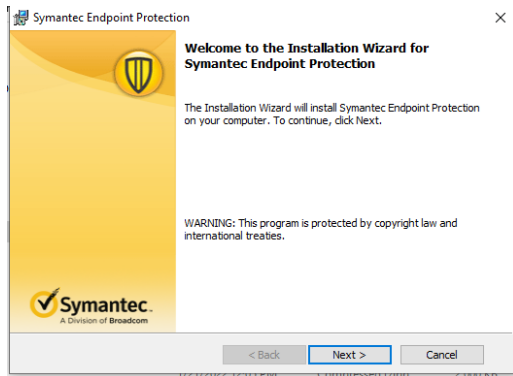 Symantec Endpoint Protection
Welcome to the Installation Wizard for
Symantec Endpoint Protection
The Installation Wizard will install Symantec Endpoint Protection
on your computer. To continue, click Next.
WARNING: This program is protected by copyright law and
international treaties.
Symantec.
A Division of Broadcom
< Back Next > Cancel